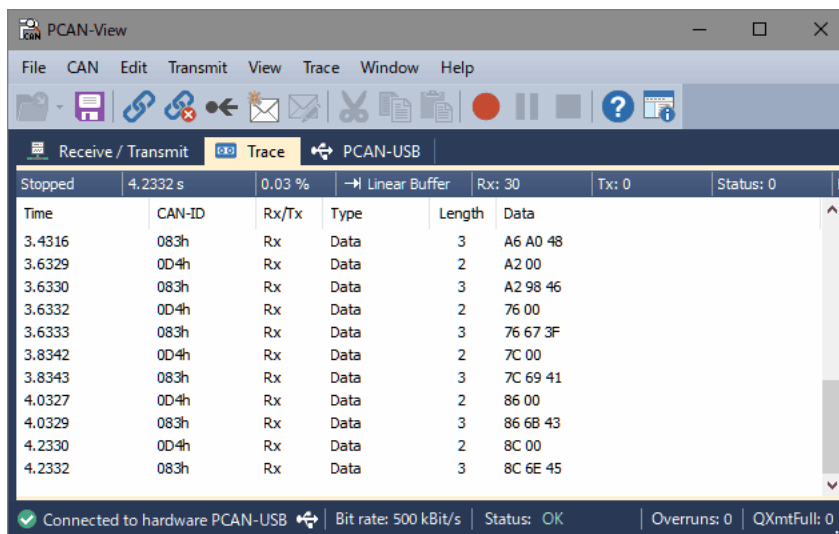 PCAN-View
File CAN Edit Transmit View Trace Window Help
Receive / Transmit Trace PCAN-USB
Stopped 4.2332 s 0.03 % Linear Buffer Rx: 30 Tx: 0 Status: 0
Time CAN-ID Rx/Tx Type Length Data
3.4316 083h Rx Data 3 A6 A0 48
3.6329 0D4h Rx Data 2 A2 00
3.6330 083h Rx Data 3 A2 98 46
3.6332 0D4h Rx Data 2 76 00
3.6333 083h Rx Data 3 76 67 3F
3.8342 0D4h Rx Data 2 7C 00
3.8343 083h Rx Data 3 7C 69 41
4.0327 0D4h Rx Data 2 86 00
4.0329 083h Rx Data 3 86 6B 43
4.2330 0D4h Rx Data 2 8C 00
4.2332 083h Rx Data 3 8C 6E 45
Connected to hardware PCAN-USB Bit rate: 500 kBit/s Status: OK Overruns: 0 QXmtFull: 0